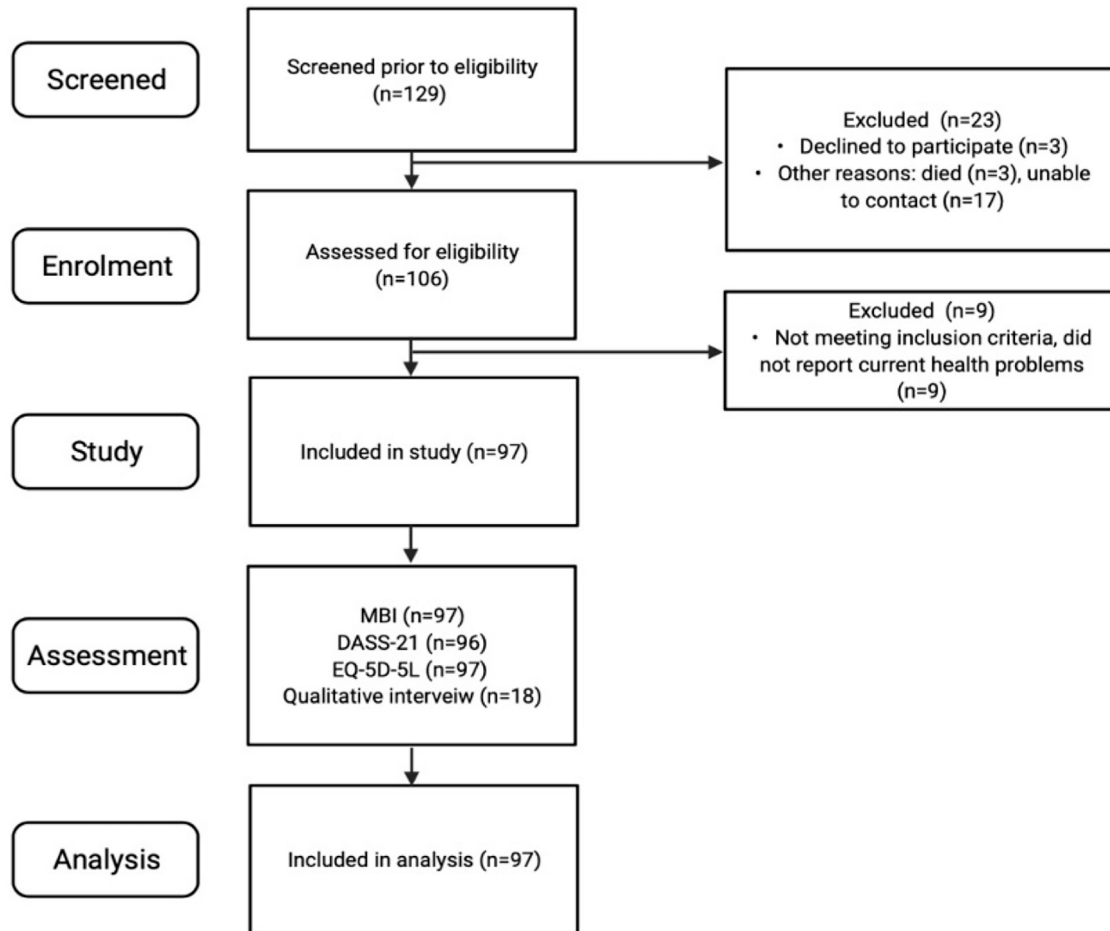 Screened
Screened prior to eligibility
(n=129)
Excluded (n=23)
• Declined to participate (n=3)
• Other reasons: died (n=3), unable
to contact (n=17)
Enrolment
Assessed for eligibility
(n=106)
Excluded (n=9)
• Not meeting inclusion criteria, did
not report current health problems
(n=9)
Study
Included in study (n=97)
Assessment
MBI (n=97)
DASS-21 (n=96)
EQ-5D-5L (n=97)
Qualitative interveiw (n=18)
Analysis
Included in analysis (n=97)